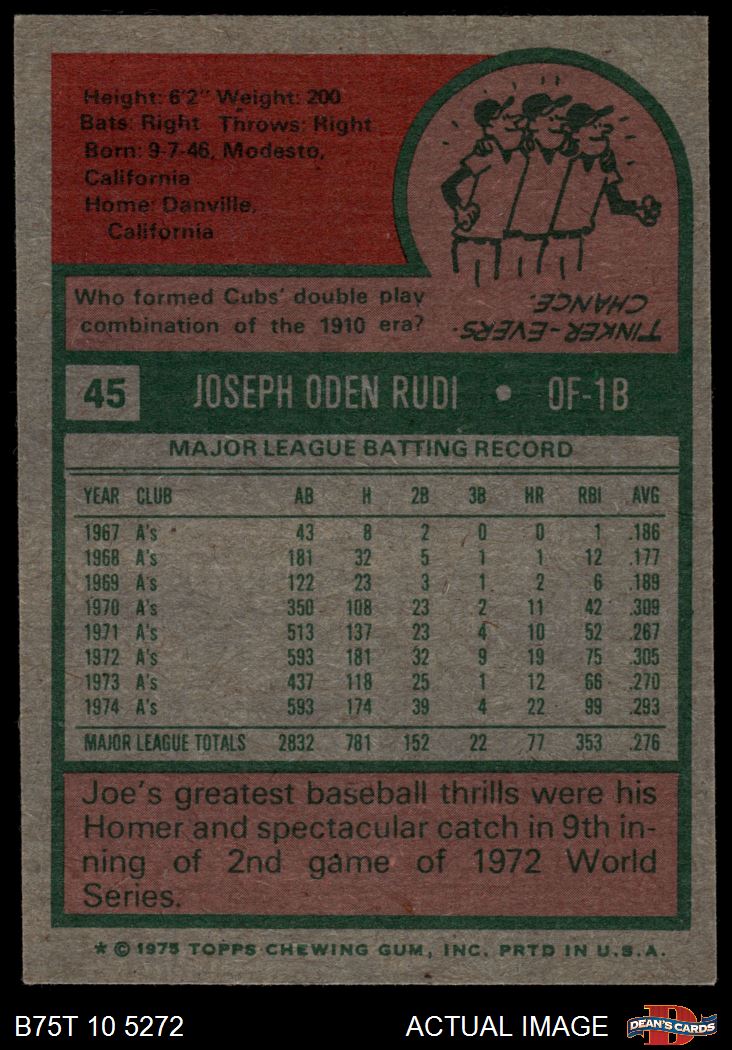 Height: 6'2" Weight: 200
Bats: Right Throws: Right
Born: 9-7-46, Modesto,
California
Home: Danville,
California
Who formed Cubs' double play
combination of the 1910 era?
TINKER-EVERS-
CHANCE.
45 JOSEPH ODEN RUDI • OF-1B
MAJOR LEAGUE BATTING RECORD
YEAR CLUB AB H 2B 3B HR RBI AVG
1967 A's 43 8 2 0 0 1 .186
1968 A's 181 32 5 1 1 12 .177
1969 A's 122 23 3 1 2 6 .189
1970 A's 350 108 23 2 11 42 .309
1971 A's 513 137 23 4 10 52 .267
1972 A's 593 181 32 9 19 75 .305
1973 A's 437 118 25 1 12 66 .270
1974 A's 593 174 39 4 22 99 .293
MAJOR LEAGUE TOTALS 2832 781 152 22 77 353 .276
Joe's greatest baseball thrills were his
Homer and spectacular catch in 9th in-
ning of 2nd game of 1972 World
Series.
* © 1975 TOPPS CHEWING GUM, INC. PRTD IN U.S.A.
B75T 10 5272 ACTUAL IMAGE D DEAN'S CARDS